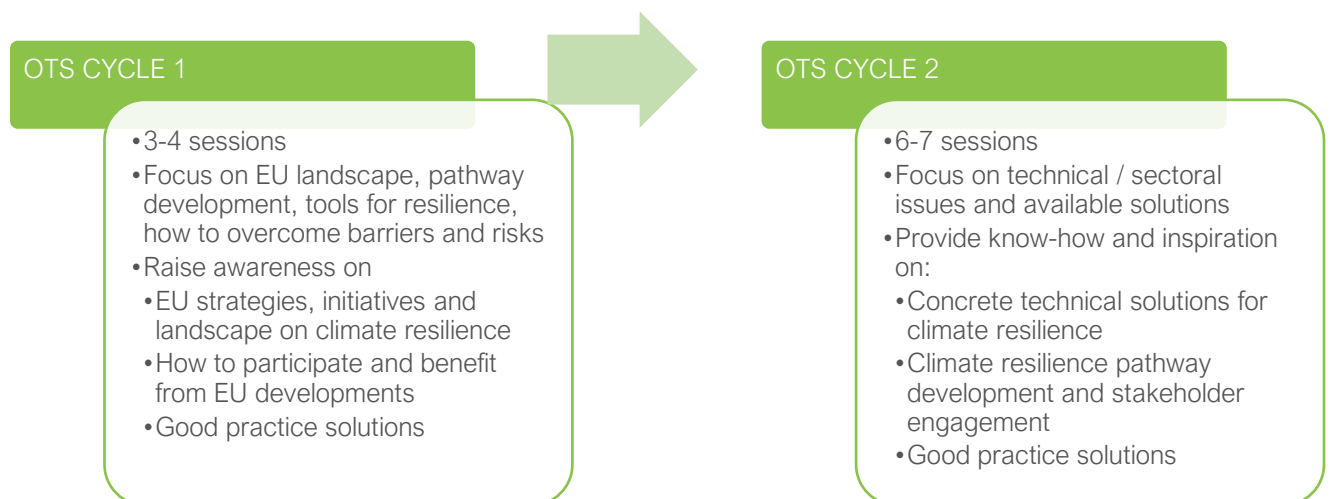 OTS CYCLE 1
•3-4 sessions
•Focus on EU landscape, pathway
development, tools for resilience,
how to overcome barriers and risks
•Raise awareness on
•EU strategies, initiatives and
landscape on climate resilience
•How to participate and benefit
from EU developments
•Good practice solutions
OTS CYCLE 2
•6-7 sessions
•Focus on technical / sectoral
issues and available solutions
•Provide know-how and inspiration
on:
•Concrete technical solutions for
climate resilience
•Climate resilience pathway
development and stakeholder
engagement
•Good practice solutions